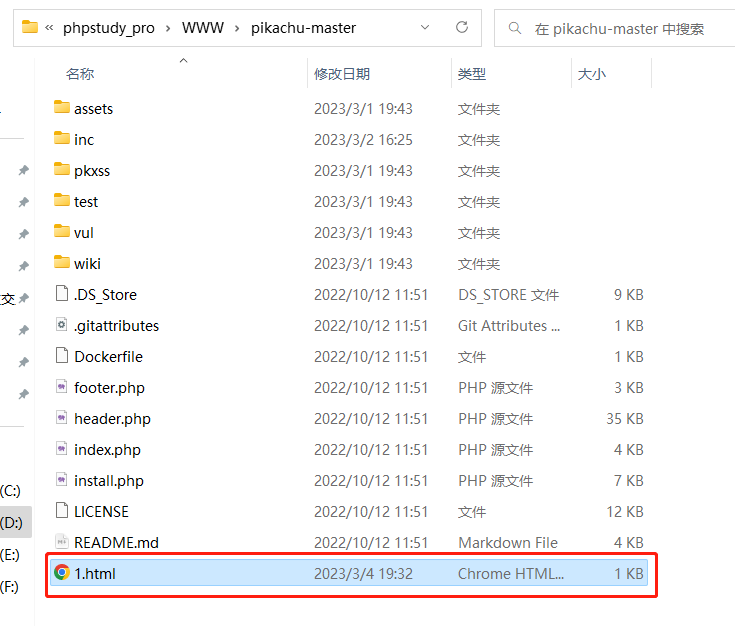 « phpstudy_pro › WWW › pikachu-master 在 pikachu-master 中搜索
名称 修改日期 类型 大小
assets 2023/3/1 19:43 文件夹
inc 2023/3/2 16:25 文件夹
pkxss 2023/3/1 19:43 文件夹
test 2023/3/1 19:43 文件夹
vul 2023/3/1 19:43 文件夹
wiki 2023/3/1 19:43 文件夹
交 .DS_Store 2022/10/12 11:51 DS_STORE 文件 9 KB
.gitattributes 2022/10/12 11:51 Git Attributes ... 1 KB
Dockerfile 2022/10/12 11:51 文件 1 KB
footer.php 2022/10/12 11:51 PHP 源文件 3 KB
header.php 2022/10/12 11:51 PHP 源文件 35 KB
index.php 2022/10/12 11:51 PHP 源文件 4 KB
install.php 2022/10/12 11:51 PHP 源文件 7 KB
(C:) LICENSE 2022/10/12 11:51 文件 12 KB
(D:) README.md 2022/10/12 11:51 Markdown File 4 KB
(E:) 1.html 2023/3/4 19:32 Chrome HTML... 1 KB
(F:)